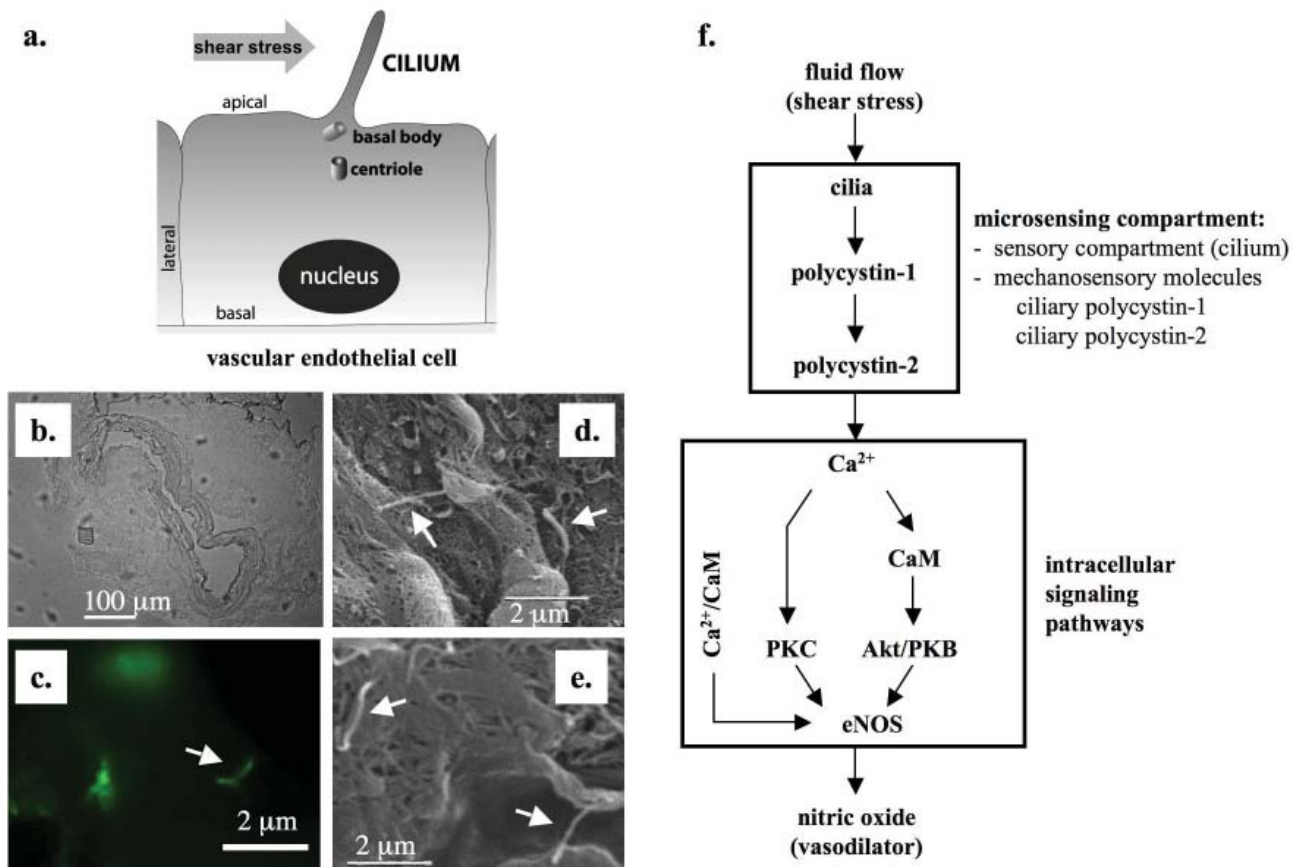 a.
shear stress
CILIUM
apical
basal body
centriole
lateral
nucleus
basal
vascular endothelial cell
b.
100 µm
c.
2 µm
d.
2 µm
e.
2 µm
f.
fluid flow
(shear stress)
cilia
polycystin-1
polycystin-2
microsensing compartment:
- sensory compartment (cilium)
- mechanosensory molecules
ciliary polycystin-1
ciliary polycystin-2
Ca²⁺
CaM
Ca²⁺/CaM
PKC
Akt/PKB
eNOS
intracellular
signaling
pathways
nitric oxide
(vasodilator)